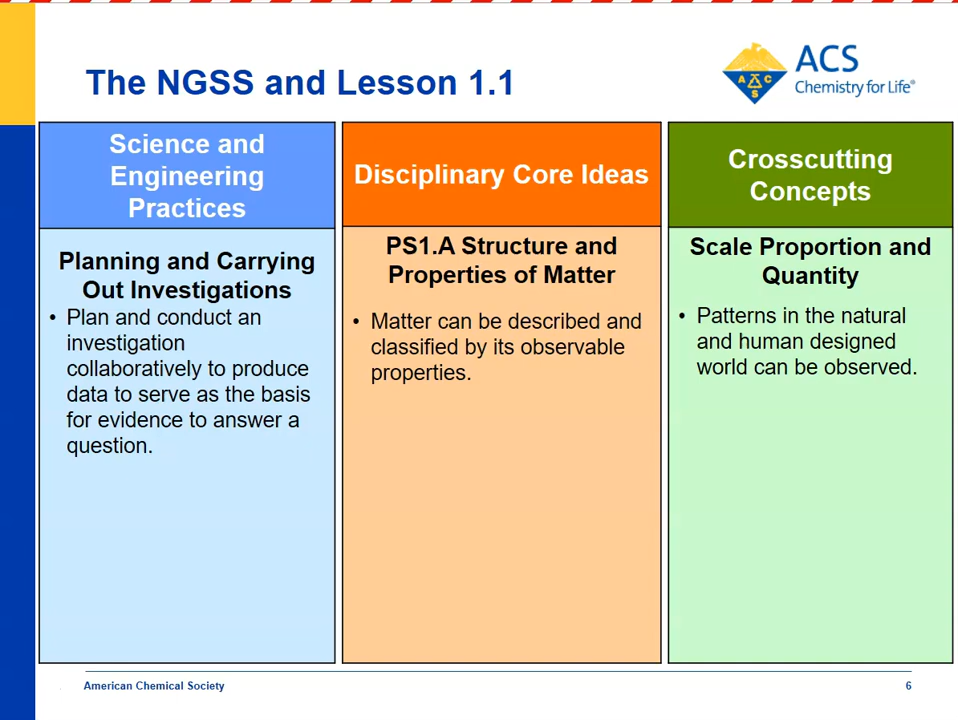 The NGSS and Lesson 1.1
A C S
ACS
Chemistry for Life®
Science and
Engineering
Practices
Planning and Carrying
Out Investigations
• Plan and conduct an
investigation
collaboratively to produce
data to serve as the basis
for evidence to answer a
question.
Disciplinary Core Ideas
PS1.A Structure and
Properties of Matter
• Matter can be described and
classified by its observable
properties.
Crosscutting
Concepts
Scale Proportion and
Quantity
• Patterns in the natural
and human designed
world can be observed.
American Chemical Society
6